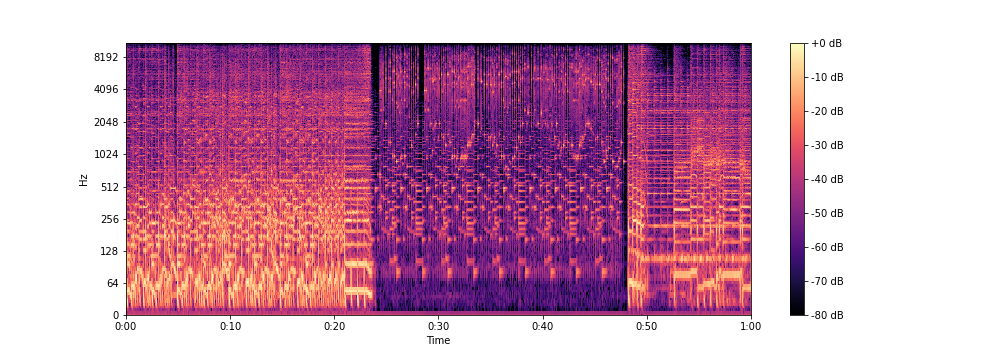 8192
4096
2048
1024
512
256
128
64
0
Hz
0:00 0:10 0:20 0:30 0:40 0:50 1:00
Time
+0 dB
-10 dB
-20 dB
-30 dB
-40 dB
-50 dB
-60 dB
-70 dB
-80 dB